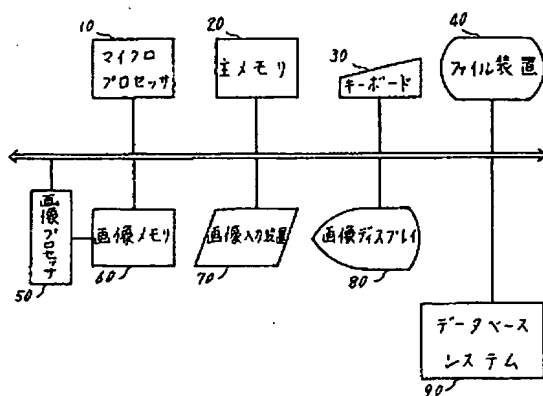 10
マイクロ
プロセッサ
20
主メモリ
30
キーボード
40
ファイル装置
画像プロセッサ
50
画像メモリ
60
画像入力装置
70
画像ディスプレイ
80
データベース
システム
90